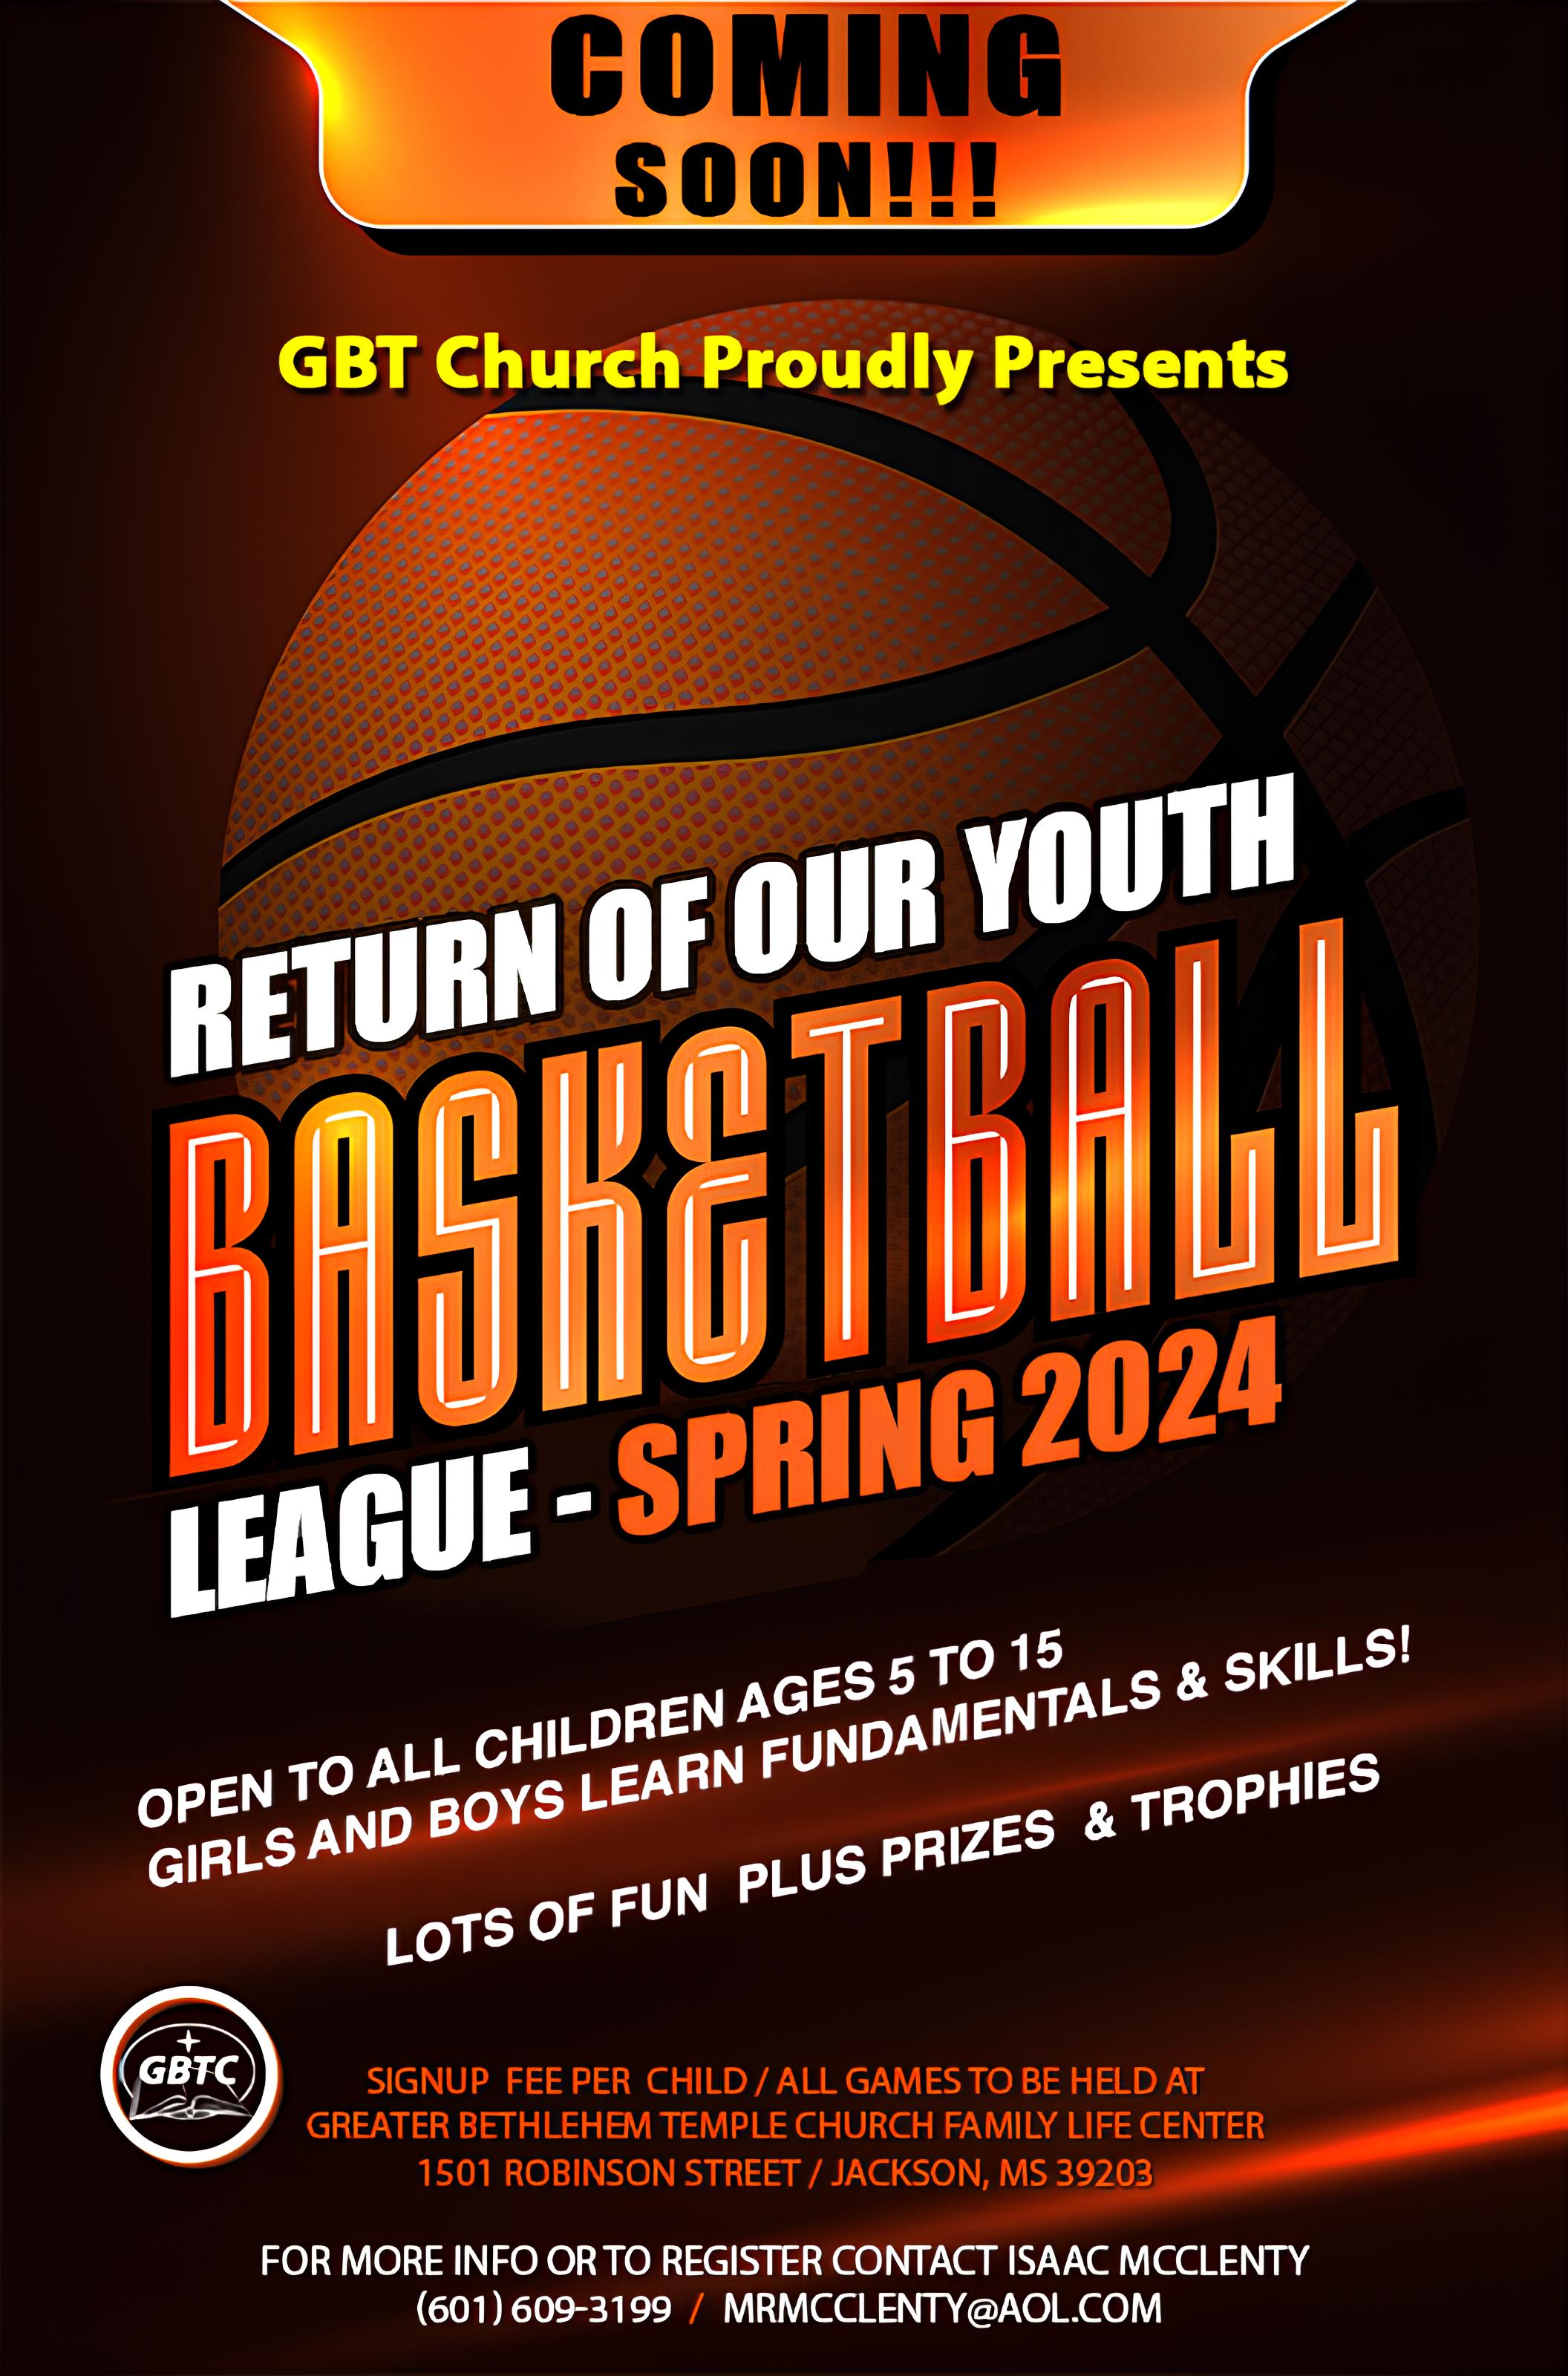 COMING
SOON!!!
GBT Church Proudly Presents
RETURN OF OUR YOUTH
BASKETBALL
LEAGUE - SPRING 2024
OPEN TO ALL CHILDREN AGES 5 TO 15
GIRLS AND BOYS LEARN FUNDAMENTALS & SKILLS!
LOTS OF FUN PLUS PRIZES & TROPHIES
GBTC
SIGNUP FEE PER CHILD / ALL GAMES TO BE HELD AT
GREATER BETHLEHEM TEMPLE CHURCH FAMILY LIFE CENTER
1501 ROBINSON STREET / JACKSON, MS 39203
FOR MORE INFO OR TO REGISTER CONTACT ISAAC MCCLENTY
(601) 609-3199 / MRMCCLENTY@AOL.COM